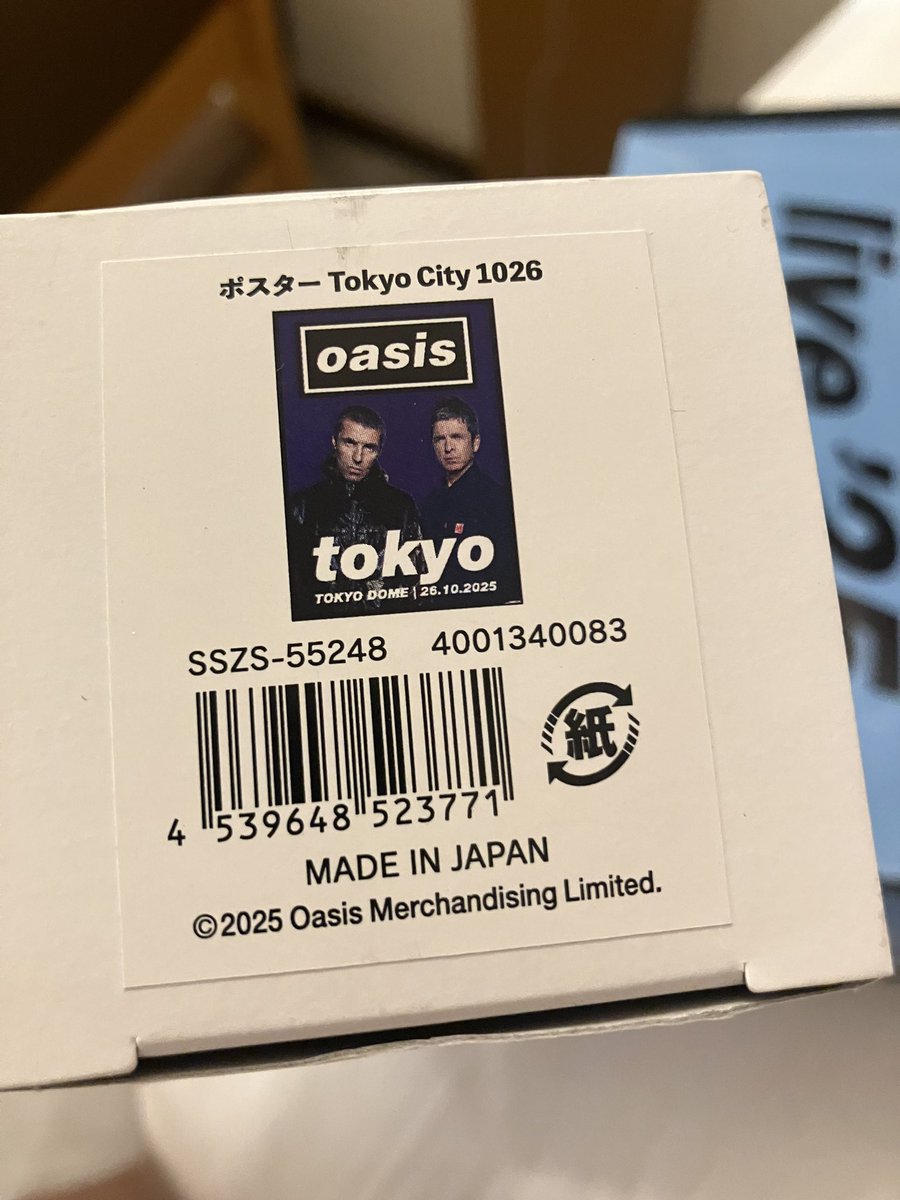 ポスター Tokyo City 1026
oasis
tokyo
TOKYO DOME | 26.10.2025
SSZS-55248 4001340083
紙
4 539648 523771
MADE IN JAPAN
©2025 Oasis Merchandising Limited.
live '25